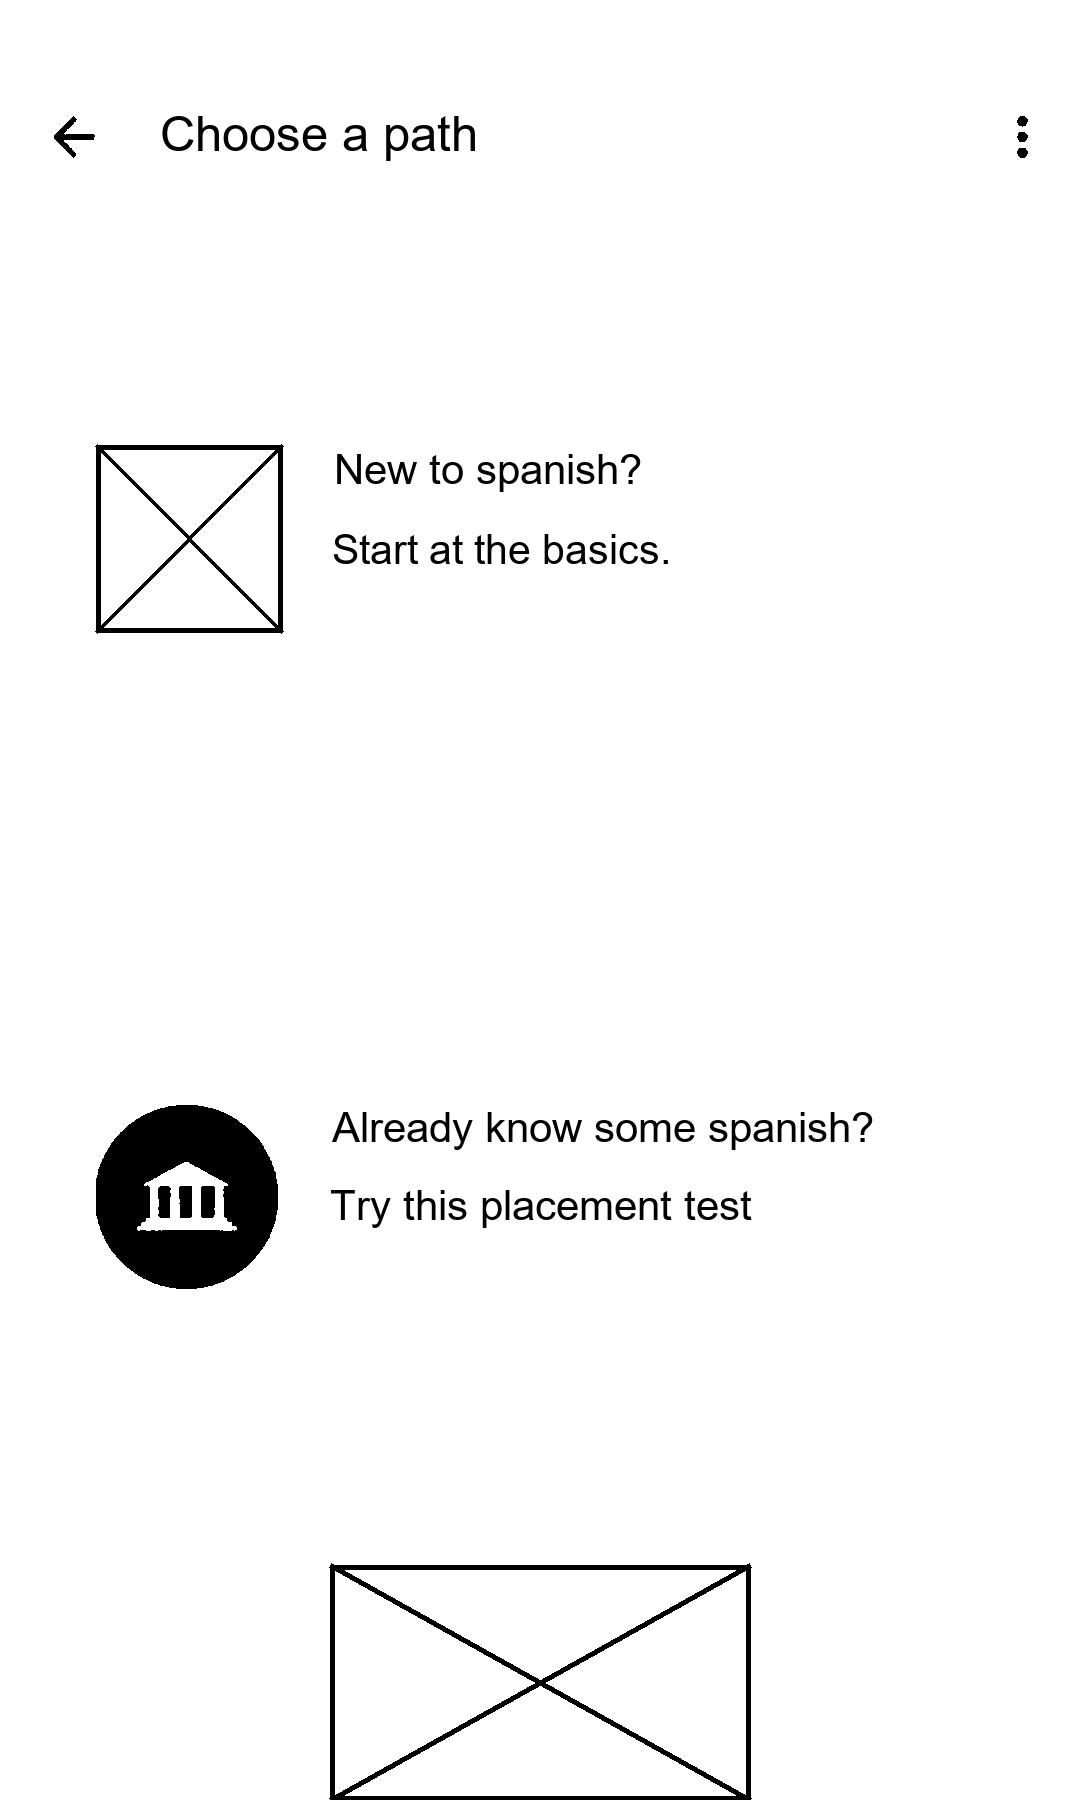 Choose a path
New to spanish?
Start at the basics.
Already know some spanish?
Try this placement test